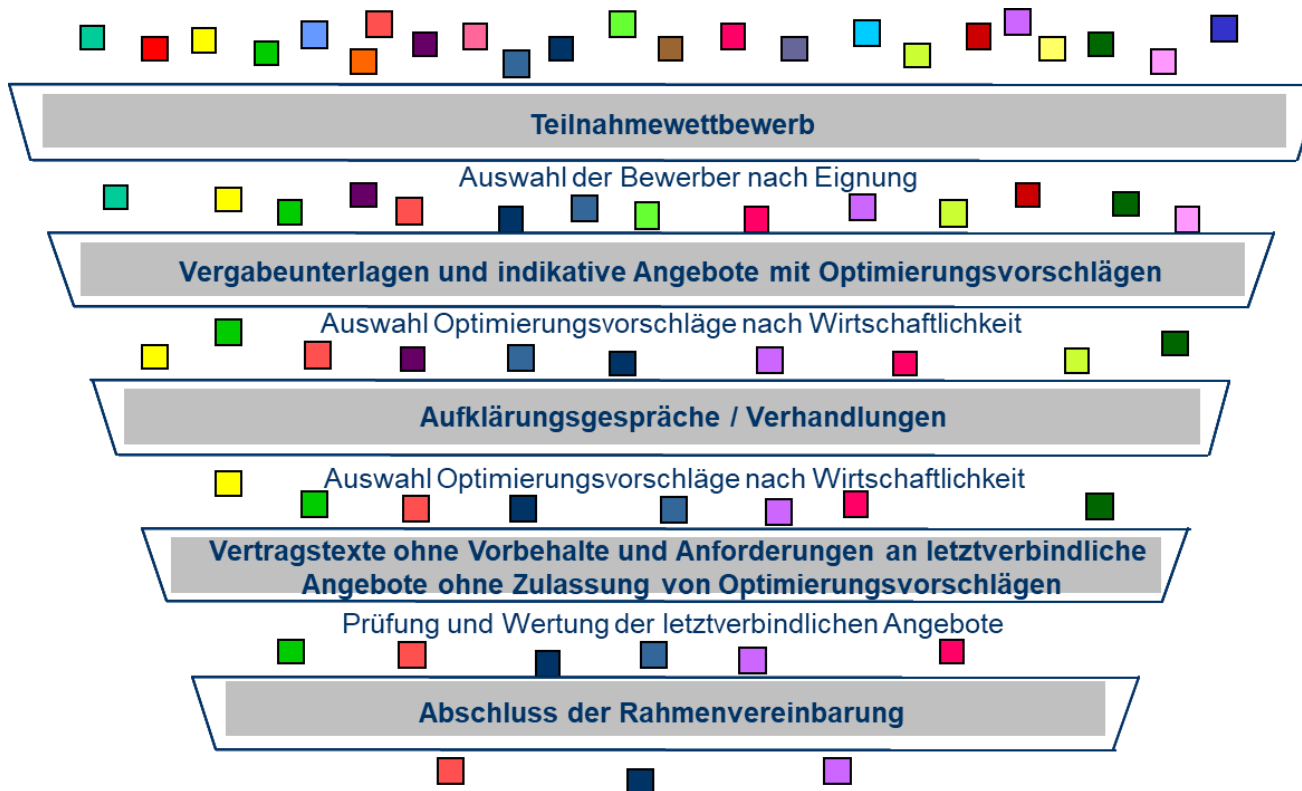 Teilnahmewettbewerb
Auswahl der Bewerber nach Eignung
Vergabeunterlagen und indikative Angebote mit Optimierungsvorschlägen
Auswahl Optimierungsvorschläge nach Wirtschaftlichkeit
Aufklärungsgespräche / Verhandlungen
Auswahl Optimierungsvorschläge nach Wirtschaftlichkeit
Vertragstexte ohne Vorbehalte und Anforderungen an letztverbindliche
Angebote ohne Zulassung von Optimierungsvorschlägen
Prüfung und Wertung der letztverbindlichen Angebote
Abschluss der Rahmenvereinbarung